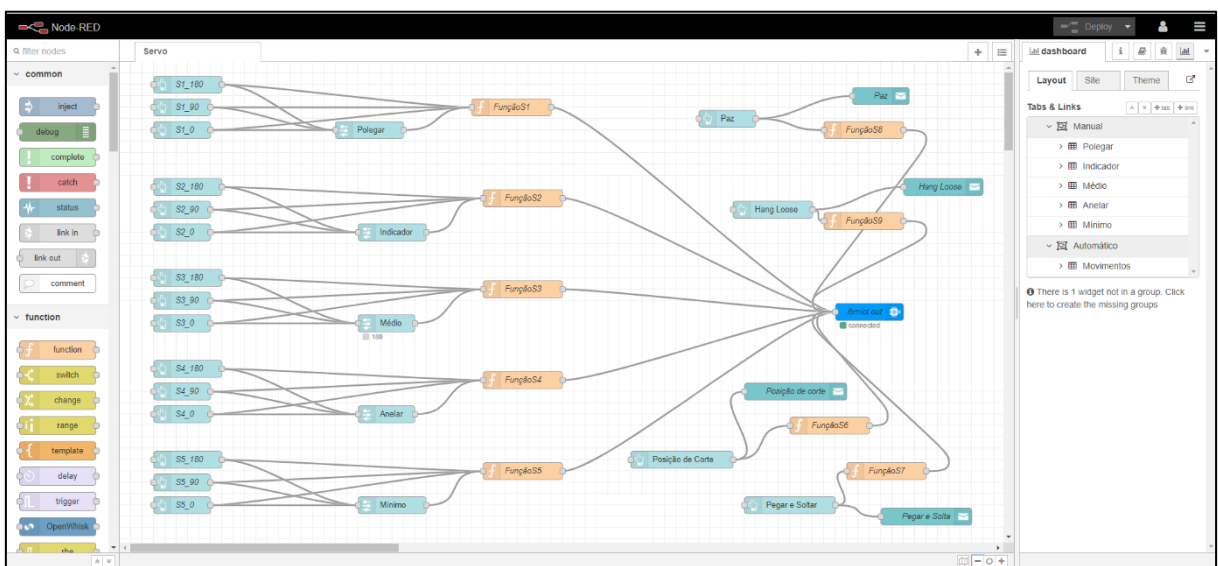 Node-RED
Deploy
filter nodes
common
inject
debug
complete
catch
status
link in
link out
comment
function
function
switch
change
range
template
delay
trigger
OpenWhisk
Servo
S1_180
S1_90
S1_0
Polegar
FunçãoS1
S2_180
S2_90
S2_0
Indicador
FunçãoS2
S3_180
S3_90
S3_0
Médio
180
FunçãoS3
S4_180
S4_90
S4_0
Anelar
FunçãoS4
S5_180
S5_90
S5_0
Mínimo
FunçãoS5
Paz
Paz
FunçãoS8
Hang Loose
Hang Loose
FunçãoS9
ibmiot out
connected
Posição de corte
FunçãoS6
Posição de Corte
FunçãoS7
Pegar e Soltar
Pegar e Solta
dashboard
i
Layout
Site
Theme
Tabs & Links
+ tab
+ link
Manual
Polegar
Indicador
Médio
Anelar
Mínimo
Automático
Movimentos
There is 1 widget not in a group. Click
here to create the missing groups